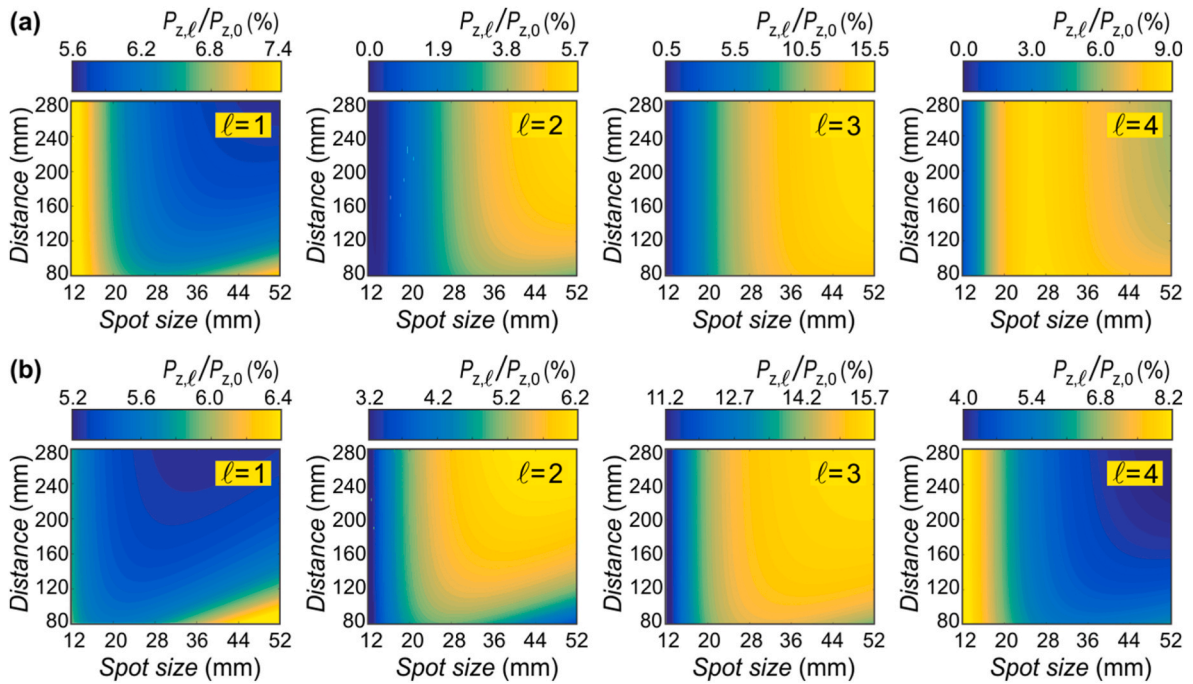 (a)
P_z,ℓ/P_z,0 (%) P_z,ℓ/P_z,0 (%) P_z,ℓ/P_z,0 (%) P_z,ℓ/P_z,0 (%)
5.6 6.2 6.8 7.4 0.0 1.9 3.8 5.7 0.5 5.5 10.5 15.5 0.0 3.0 6.0 9.0
Distance (mm) 280 240 200 160 120 80 ℓ=1
12 20 28 36 44 52
Spot size (mm)
Distance (mm) 280 240 200 160 120 80 ℓ=2
12 20 28 36 44 52
Spot size (mm)
Distance (mm) 280 240 200 160 120 80 ℓ=3
12 20 28 36 44 52
Spot size (mm)
Distance (mm) 280 240 200 160 120 80 ℓ=4
12 20 28 36 44 52
Spot size (mm)
(b)
P_z,ℓ/P_z,0 (%) P_z,ℓ/P_z,0 (%) P_z,ℓ/P_z,0 (%) P_z,ℓ/P_z,0 (%)
5.2 5.6 6.0 6.4 3.2 4.2 5.2 6.2 11.2 12.7 14.2 15.7 4.0 5.4 6.8 8.2
Distance (mm) 280 240 200 160 120 80 ℓ=1
12 20 28 36 44 52
Spot size (mm)
Distance (mm) 280 240 200 160 120 80 ℓ=2
12 20 28 36 44 52
Spot size (mm)
Distance (mm) 280 240 200 160 120 80 ℓ=3
12 20 28 36 44 52
Spot size (mm)
Distance (mm) 280 240 200 160 120 80 ℓ=4
12 20 28 36 44 52
Spot size (mm)